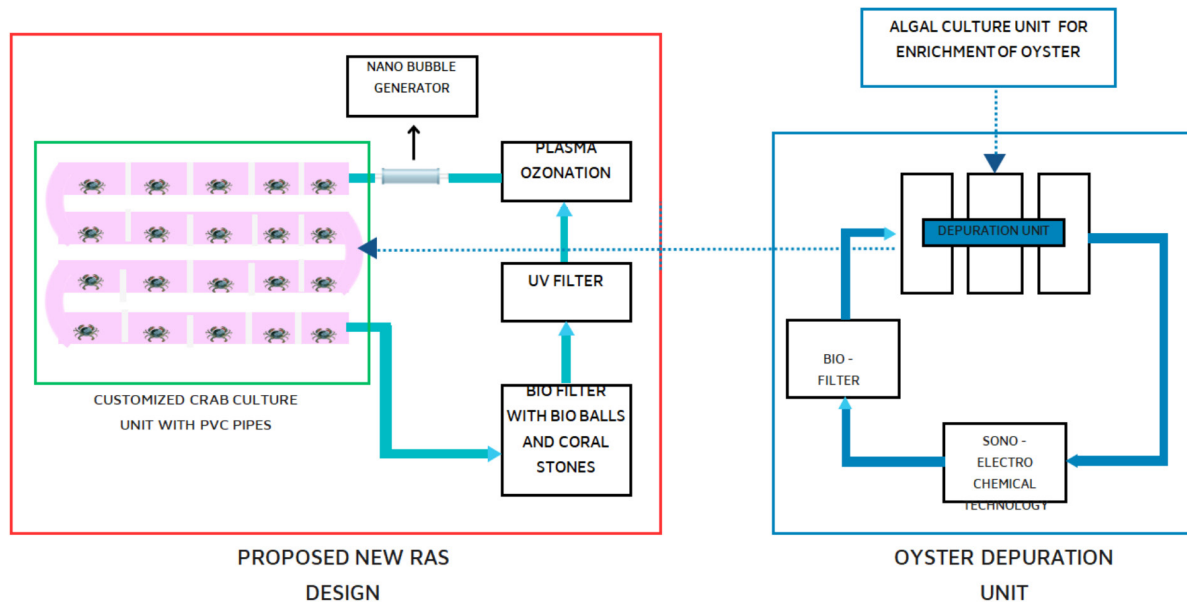 NANO BUBBLE
GENERATOR
PLASMA
OZONATION
UV FILTER
BIO FILTER
WITH BIO BALLS
AND CORAL
STONES
CUSTOMIZED CRAB CULTURE
UNIT WITH PVC PIPES
PROPOSED NEW RAS
DESIGN
ALGAL CULTURE UNIT FOR
ENRICHMENT OF OYSTER
DEPURATION UNIT
BIO -
FILTER
SONO -
ELECTRO
CHEMICAL
TECHNOLOGY
OYSTER DEPURATION
UNIT